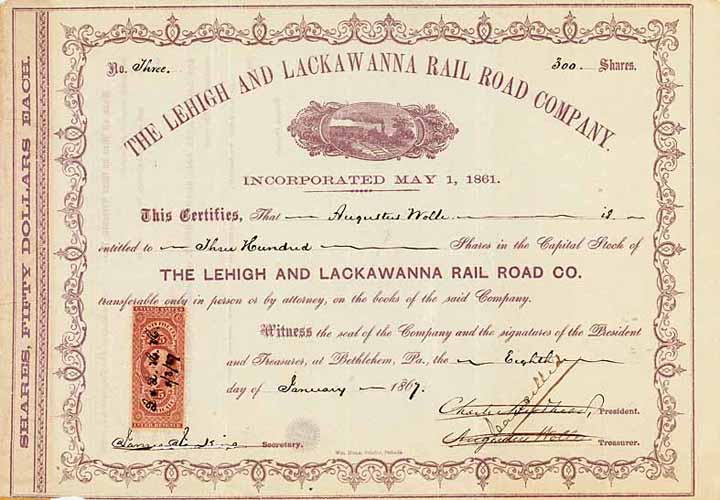 SHARES, FIFTY DOLLARS EACH.
No. Three. 300 Shares.
THE LEHIGH AND LACKAWANNA RAIL ROAD COMPANY.
INCORPORATED MAY 1, 1861.
This Certifies, That Augustus Wolle is
entitled to Three Hundred Shares in the Capital Stock of
THE LEHIGH AND LACKAWANNA RAIL ROAD CO.
transferable only in person or by attorney, on the books of the said Company.
Witness the seal of the Company and the signatures of the President
and Treasurer, at Bethlehem, Pa., the Eighth
day of January 1867.
Charles President.
Augustus Wolle Treasurer.
Secretary.
UNITED STATES